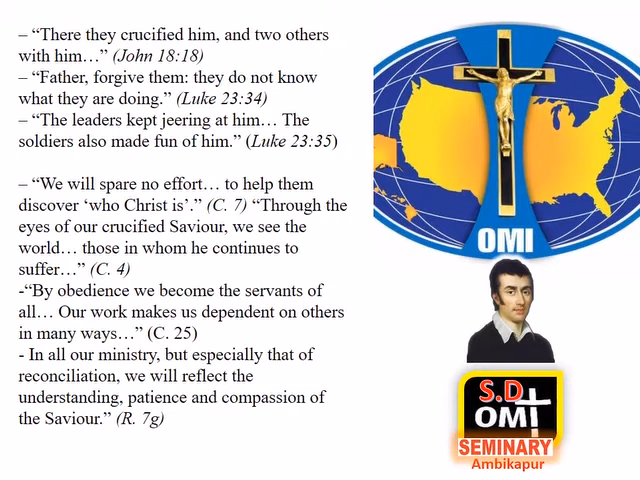 – “There they crucified him, and two others
with him…” (John 18:18)
– “Father, forgive them: they do not know
what they are doing.” (Luke 23:34)
– “The leaders kept jeering at him… The
soldiers also made fun of him.” (Luke 23:35)
– “We will spare no effort… to help them
discover ‘who Christ is’.” (C. 7) “Through the
eyes of our crucified Saviour, we see the
world… those in whom he continues to
suffer…” (C. 4)
-“By obedience we become the servants of
all… Our work makes us dependent on others
in many ways…” (C. 25)
- In all our ministry, but especially that of
reconciliation, we will reflect the
understanding, patience and compassion of
the Saviour.” (R. 7g)
OMI
S.D
OMI
SEMINARY
Ambikapur